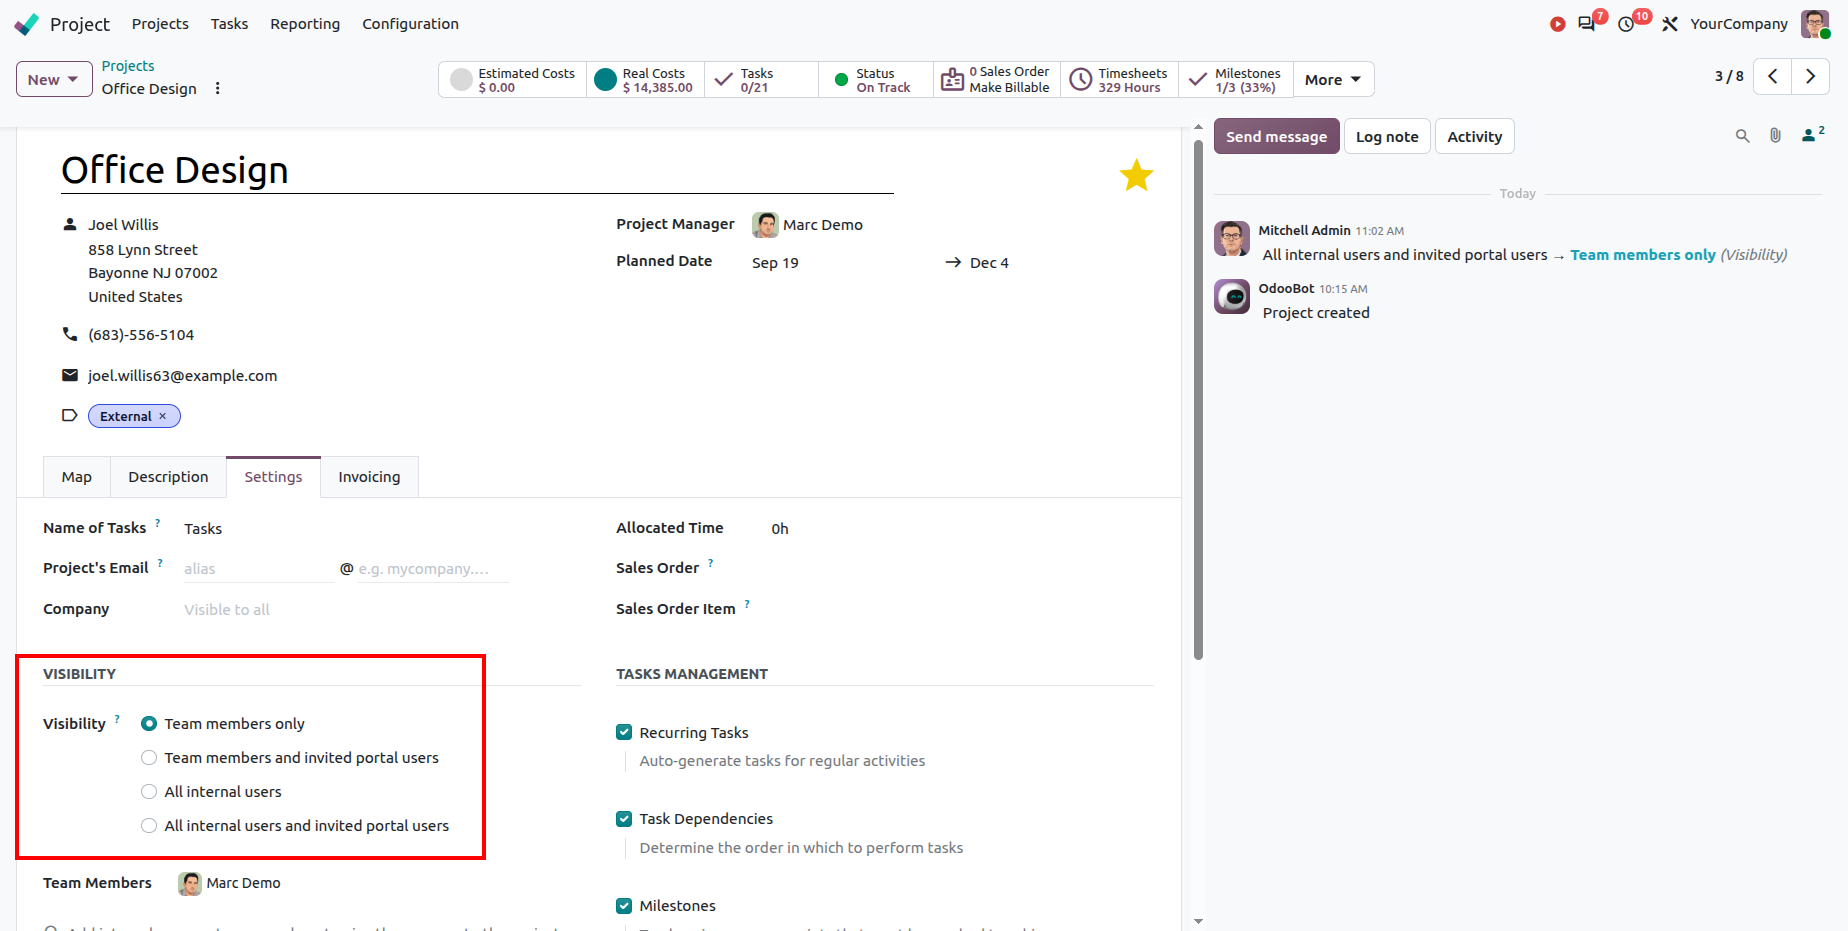 Project Projects Tasks Reporting Configuration 7 10 YourCompany
New Projects
Office Design
Estimated Costs
$ 0.00
Real Costs
$ 14,385.00
Tasks
0/21
Status
On Track
0 Sales Order
Make Billable
Timesheets
329 Hours
Milestones
1/3 (33%)
More
3 / 8
Office Design
Joel Willis
858 Lynn Street
Bayonne NJ 07002
United States
(683)-556-5104
joel.willis63@example.com
External ×
Project Manager Marc Demo
Planned Date Sep 19 → Dec 4
Map Description Settings Invoicing
Name of Tasks ? Tasks
Project's Email ? alias @ e.g. mycompany....
Company Visible to all
Allocated Time 0h
Sales Order ?
Sales Order Item ?
VISIBILITY
Visibility ? Team members only
Team members and invited portal users
All internal users
All internal users and invited portal users
Team Members Marc Demo
TASKS MANAGEMENT
Recurring Tasks
Auto-generate tasks for regular activities
Task Dependencies
Determine the order in which to perform tasks
Milestones
Send message Log note Activity 2
Today
Mitchell Admin 11:02 AM
All internal users and invited portal users → Team members only (Visibility)
OdooBot 10:15 AM
Project created